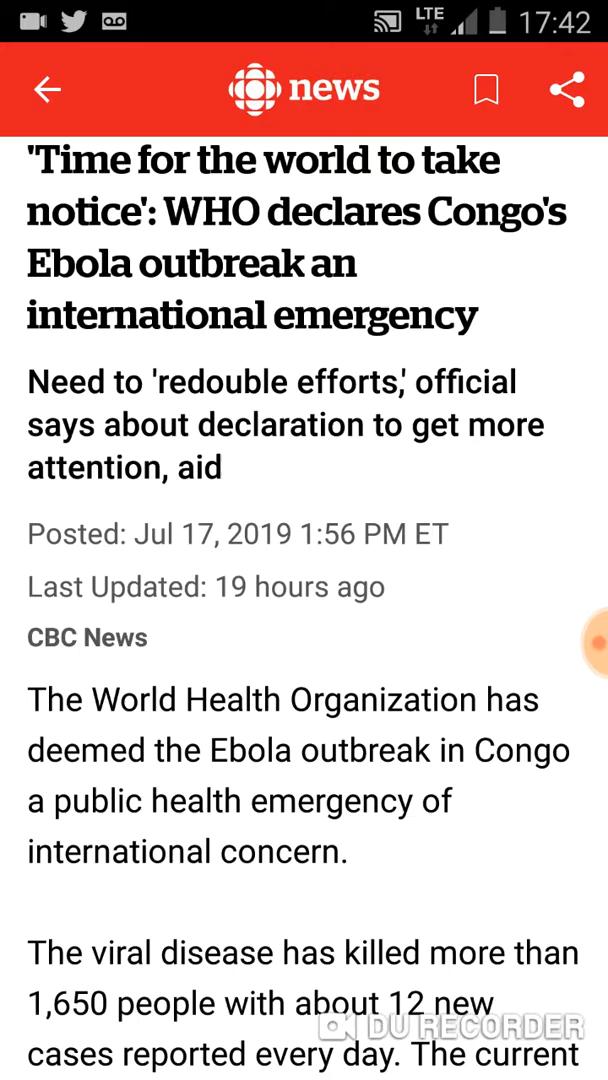 LTE 17:42
news
'Time for the world to take
notice': WHO declares Congo's
Ebola outbreak an
international emergency
Need to 'redouble efforts,' official
says about declaration to get more
attention, aid
Posted: Jul 17, 2019 1:56 PM ET
Last Updated: 19 hours ago
CBC News
The World Health Organization has
deemed the Ebola outbreak in Congo
a public health emergency of
international concern.
The viral disease has killed more than
1,650 people with about 12 new
DU RECORDER
cases reported every day. The current